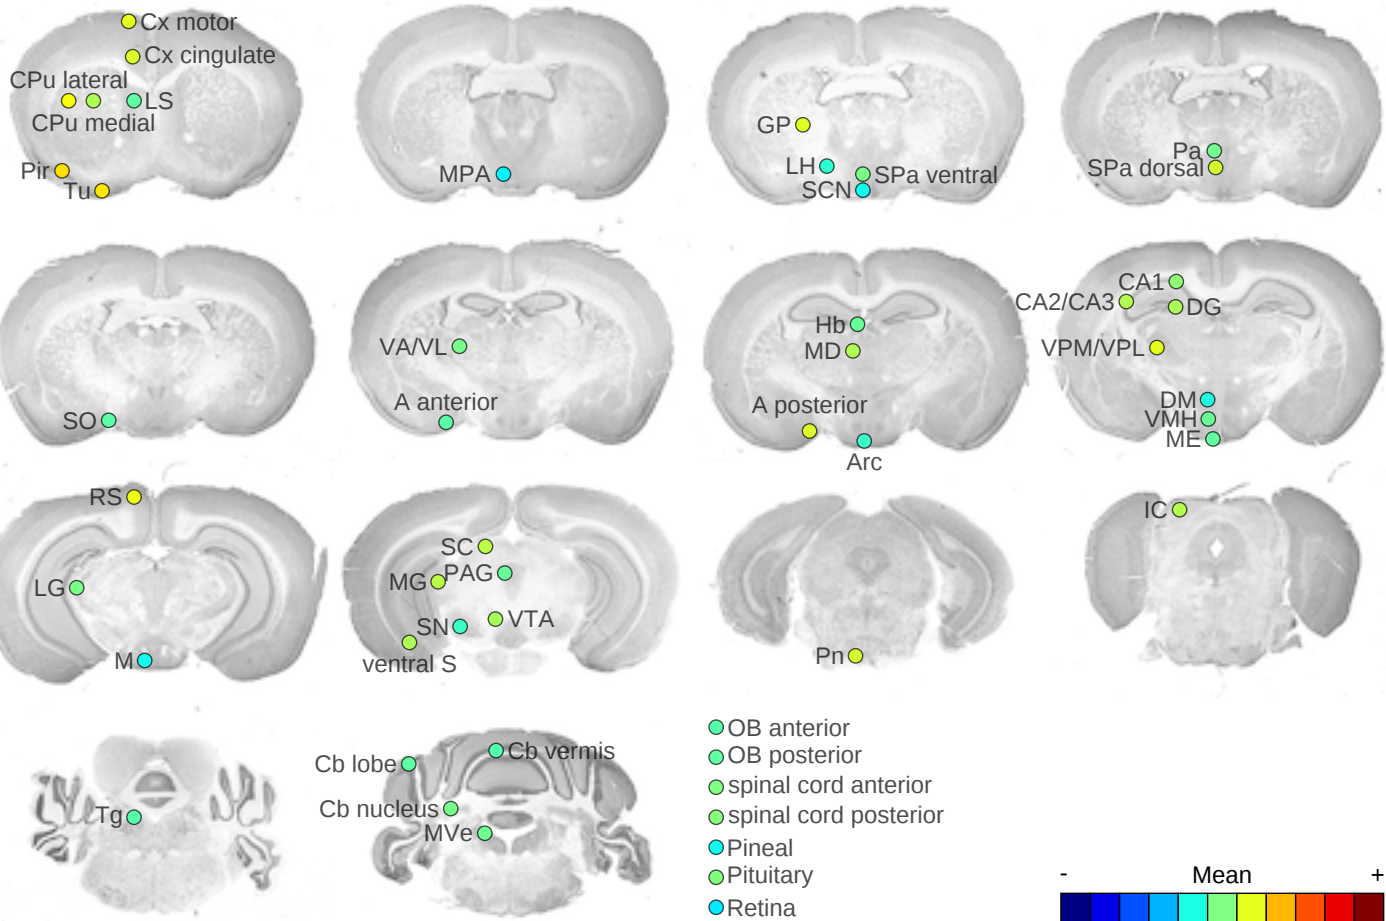 Cx motor
Cx cingulate
CPu lateral
LS
CPu medial
Pir
Tu
MPA
GP
LH
SPa ventral
SCN
Pa
SPa dorsal
SO
VA/VL
A anterior
Hb
MD
A posterior
Arc
CA1
CA2/CA3
DG
VPM/VPL
DM
VMH
ME
RS
LG
M
SC
MG
PAG
SN
VTA
ventral S
Pn
IC
Tg
Cb lobe
Cb vermis
Cb nucleus
MVe
OB anterior
OB posterior
spinal cord anterior
spinal cord posterior
Pineal
Pituitary
Retina
- Mean +